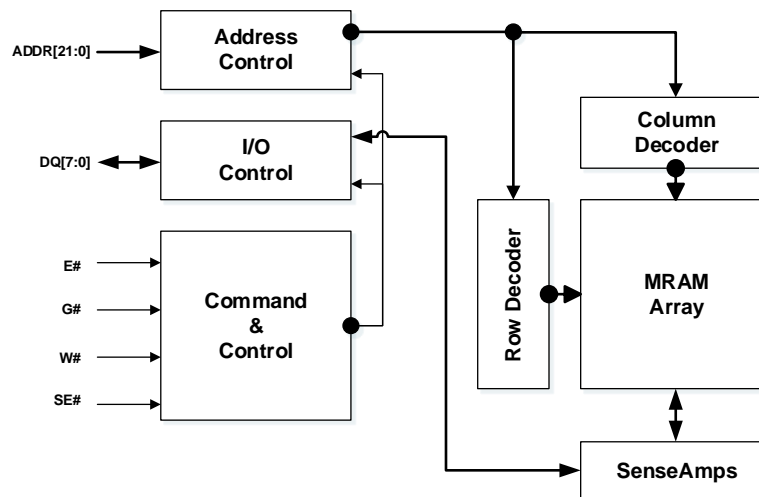 ADDR[21:0]
Address
Control
Column
Decoder
DQ[7:0]
I/O
Control
E#
G#
W#
SE#
Command
&
Control
Row Decoder
MRAM
Array
SenseAmps